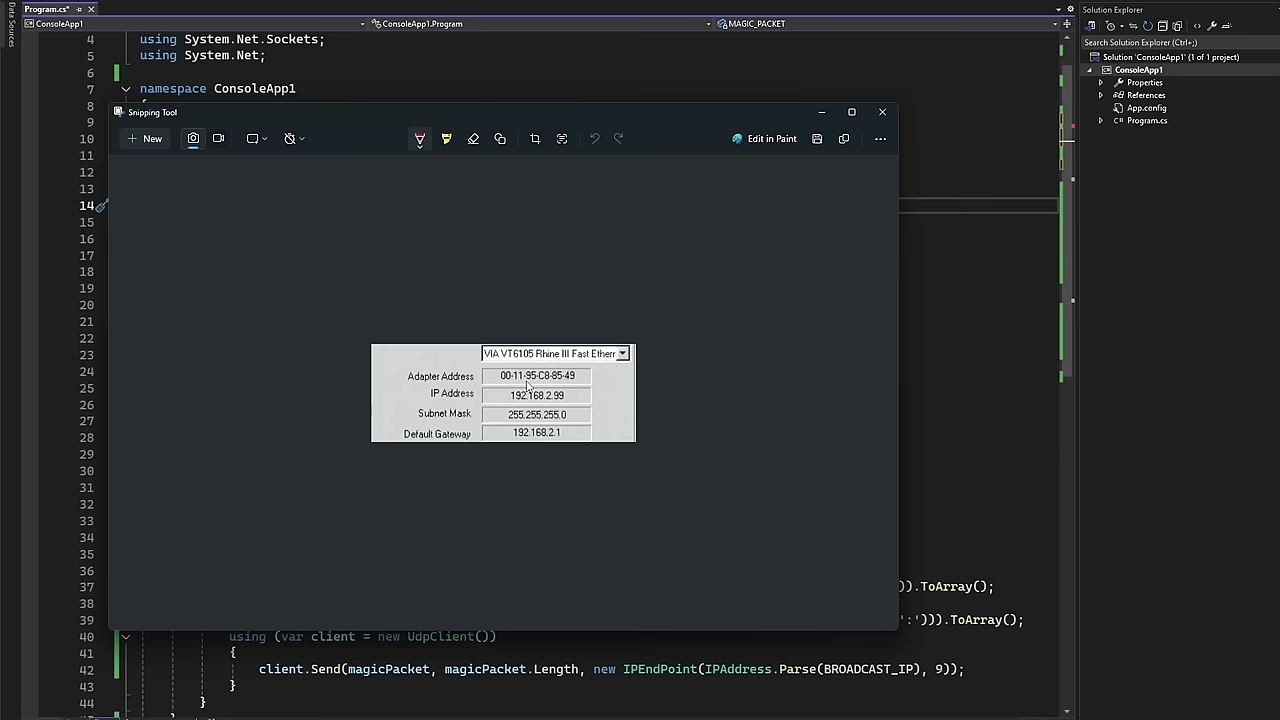 Program.cs*
ConsoleApp1
ConsoleApp1.Program
MAGIC_PACKET
Data Sources
4 using System.Net.Sockets;
5 using System.Net;
6
7 namespace ConsoleApp1
8
9
10
11
12
13
14
15
16
17
18
19
20
21
22
23
24
25
26
27
28
29
30
31
32
33
34
35
36
37 )).ToArray();
38
39 ':'))).ToArray();
40 using (var client = new UdpClient())
41 {
42 client.Send(magicPacket, magicPacket.Length, new IPEndPoint(IPAddress.Parse(BROADCAST_IP), 9));
43 }
44 }
Snipping Tool
New
Edit in Paint
VIA VT6105 Rhine III Fast Etherr
Adapter Address 00-11-95-C8-85-49
IP Address 192.168.2.99
Subnet Mask 255.255.255.0
Default Gateway 192.168.2.1
Solution Explorer
Search Solution Explorer (Ctrl+;)
Solution 'ConsoleApp1' (1 of 1 project)
ConsoleApp1
Properties
References
App.config
Program.cs